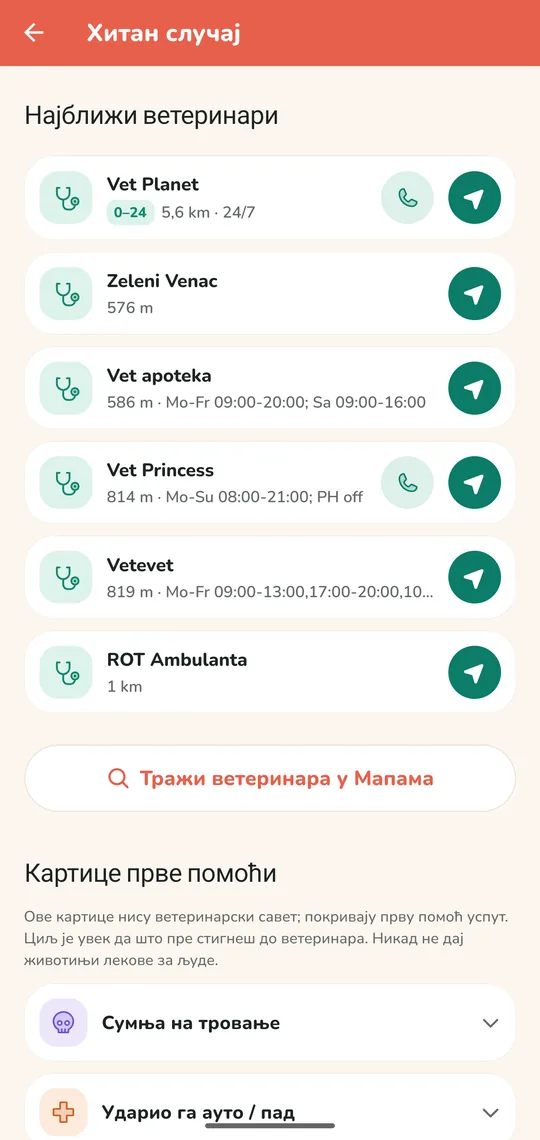 Хитан случај
Најближи ветеринари
Vet Planet
0–24 5,6 km · 24/7
Zeleni Venac
576 m
Vet apoteka
586 m · Mo-Fr 09:00-20:00; Sa 09:00-16:00
Vet Princess
814 m · Mo-Su 08:00-21:00; PH off
Vetevet
819 m · Mo-Fr 09:00-13:00,17:00-20:00,10...
ROT Ambulanta
1 km
Тражи ветеринара у Мапама
Картице прве помоћи
Ове картице нису ветеринарски савет; покривају прву помоћ успут.
Циљ је увек да што пре стигнеш до ветеринара. Никад не дај
животињи лекове за људе.
Сумња на тровање
Ударио га ауто / пад